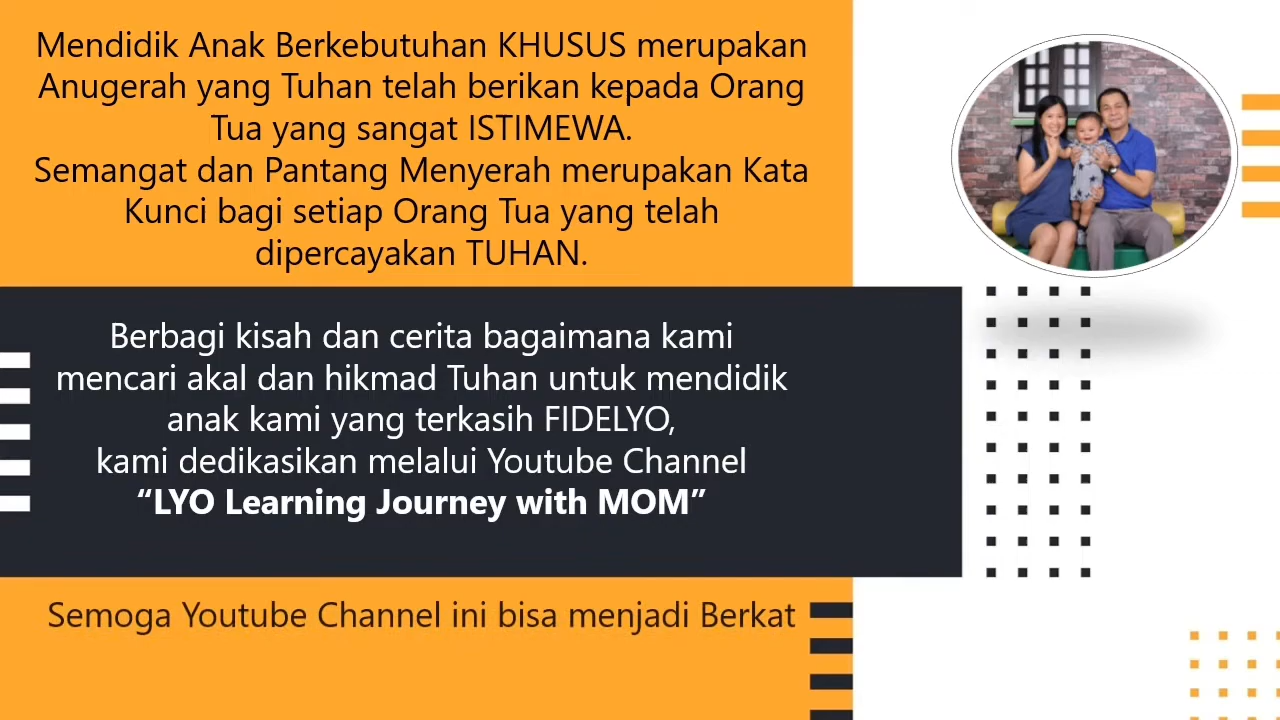 Mendidik Anak Berkebutuhan KHUSUS merupakan
Anugerah yang Tuhan telah berikan kepada Orang
Tua yang sangat ISTIMEWA.
Semangat dan Pantang Menyerah merupakan Kata
Kunci bagi setiap Orang Tua yang telah
dipercayakan TUHAN.
Berbagi kisah dan cerita bagaimana kami
mencari akal dan hikmad Tuhan untuk mendidik
anak kami yang terkasih FIDELYO,
kami dedikasikan melalui Youtube Channel
“LYO Learning Journey with MOM”
Semoga Youtube Channel ini bisa menjadi Berkat